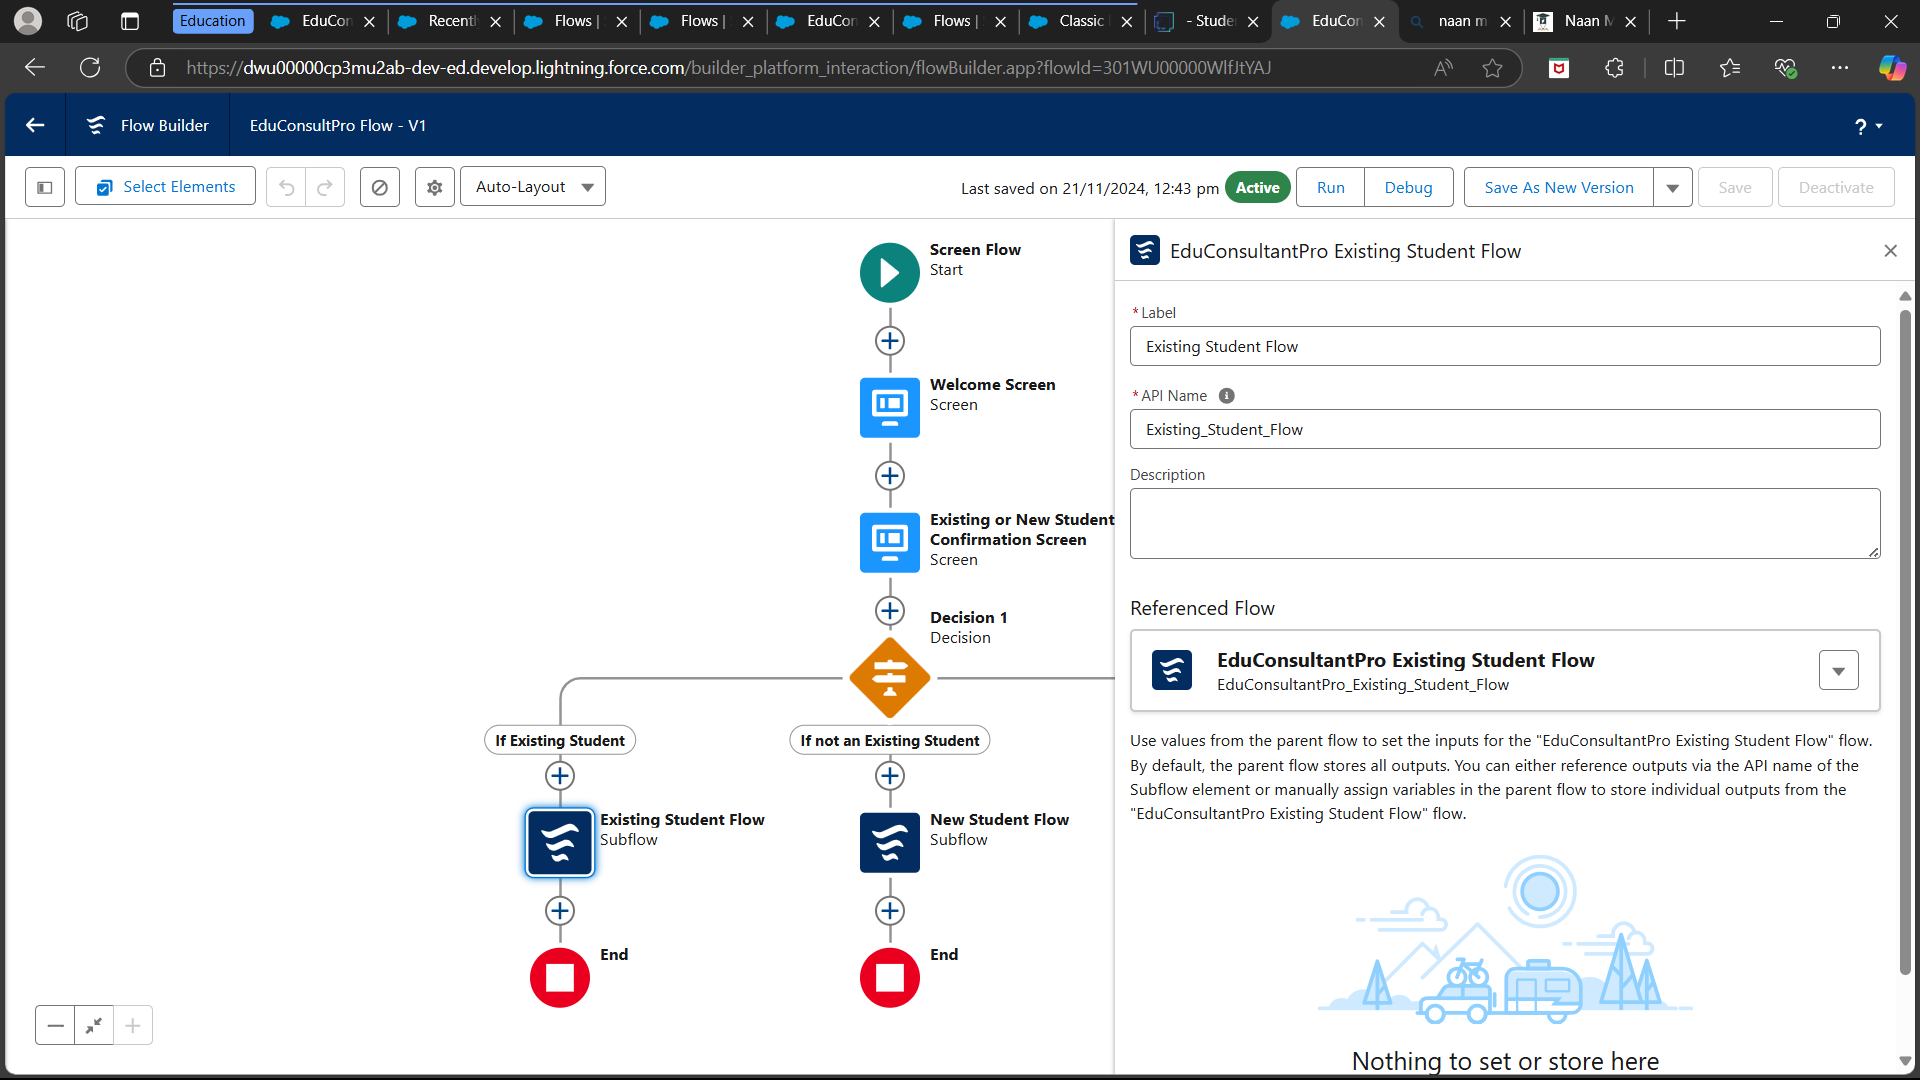 Education
EduCon
Recently
Flows |
Flows |
EduCon
Flows |
Classic
- Stude
EduCon
naan m
Naan M
https://dwu00000cp3mu2ab-dev-ed.develop.lightning.force.com/builder_platform_interaction/flowBuilder.app?flowId=301WU00000WlfJtYAJ
Flow Builder
EduConsultPro Flow - V1
?
Select Elements
Auto-Layout
Last saved on 21/11/2024, 12:43 pm
Active
Run
Debug
Save As New Version
Save
Deactivate
Screen Flow
Start
Welcome Screen
Screen
Existing or New Student
Confirmation Screen
Screen
Decision 1
Decision
If Existing Student
If not an Existing Student
Existing Student Flow
Subflow
New Student Flow
Subflow
End
End
EduConsultantPro Existing Student Flow
*Label
Existing Student Flow
*API Name
Existing_Student_Flow
Description
Referenced Flow
EduConsultantPro Existing Student Flow
EduConsultantPro_Existing_Student_Flow
Use values from the parent flow to set the inputs for the "EduConsultantPro Existing Student Flow" flow.
By default, the parent flow stores all outputs. You can either reference outputs via the API name of the
Subflow element or manually assign variables in the parent flow to store individual outputs from the
"EduConsultantPro Existing Student Flow" flow.
Nothing to set or store here